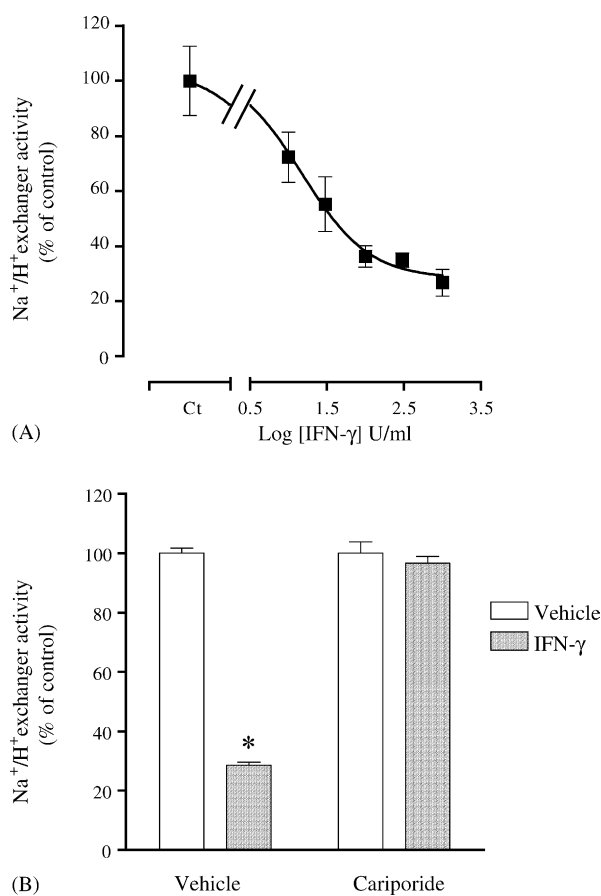 120
100
80
60
40
20
0
Na+/H+exchanger activity
(% of control)
Ct
0.5
1.5
2.5
3.5
(A)
Log [IFN-γ] U/ml
120
100
80
60
40
20
0
Na+/H+exchanger activity
(% of control)
*
Vehicle
IFN-γ
(B)
Vehicle
Cariporide